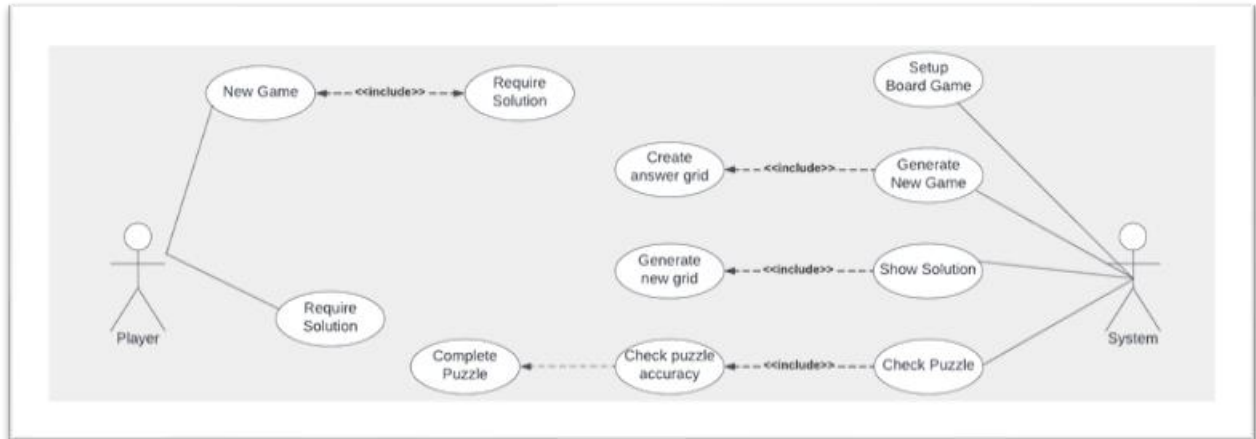 New Game
<<include>>
Require
Solution
Setup
Board Game
Create
answer grid
<<include>>
Generate
New Game
Generate
new grid
<<include>>
Show Solution
Require
Solution
Player
System
Complete
Puzzle
Check puzzle
accuracy
<<include>>
Check Puzzle